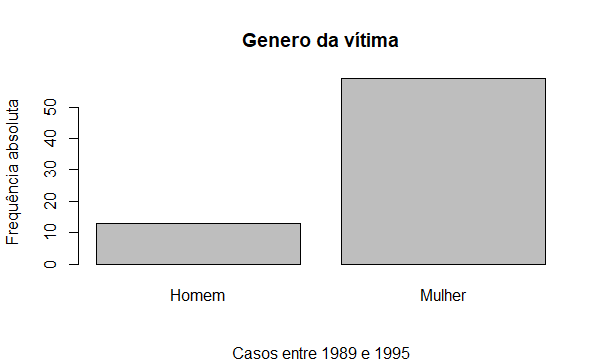 Genero da vítima
Frequência absoluta
50
40
30
20
10
0
Homem
Mulher
Casos entre 1989 e 1995